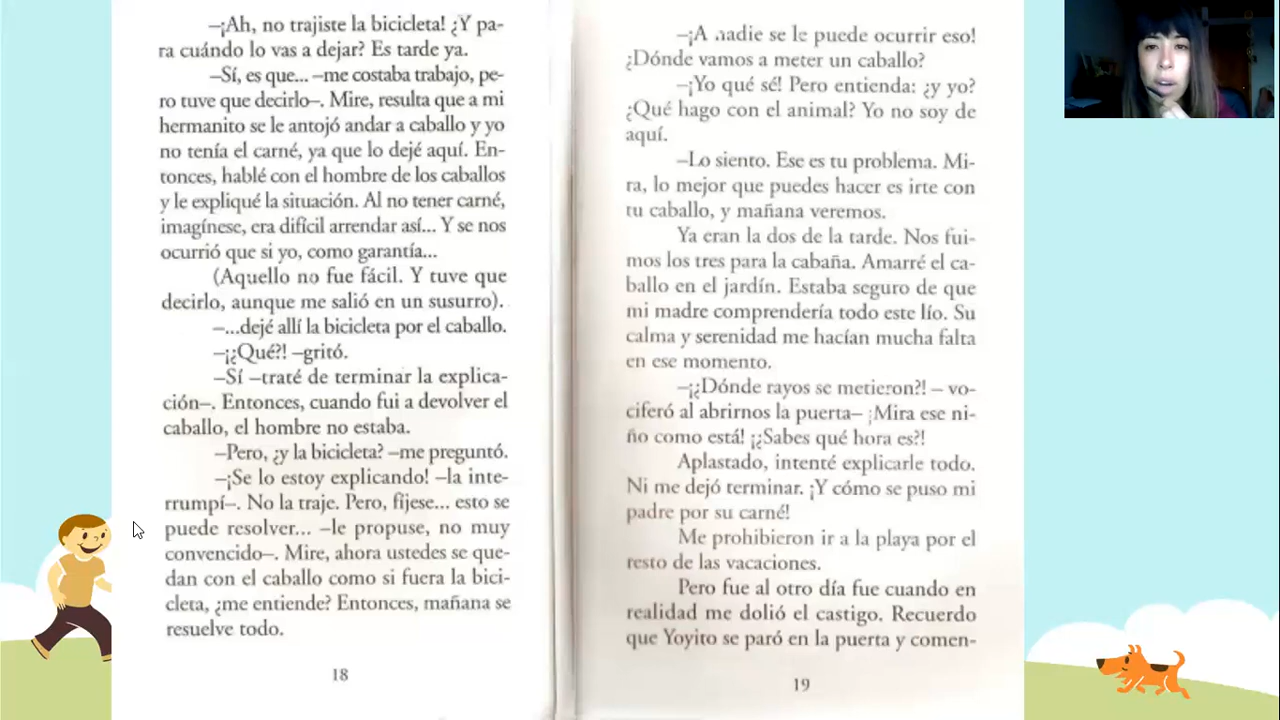 –¡Ah, no trajiste la bicicleta! ¿Y pa-
ra cuándo lo vas a dejar? Es tarde ya.
–Sí, es que... –me costaba trabajo, pe-
ro tuve que decirlo–. Mire, resulta que a mi
hermanito se le antojó andar a caballo y yo
no tenía el carné, ya que lo dejé aquí. En-
tonces, hablé con el hombre de los caballos
y le expliqué la situación. Al no tener carné,
imagínese, era difícil arrendar así... Y se nos
ocurrió que si yo, como garantía...
(Aquello no fue fácil. Y tuve que
decirlo, aunque me salió en un susurro).
–...dejé allí la bicicleta por el caballo.
–¡¿Qué?! –gritó.
–Sí –traté de terminar la explica-
ción–. Entonces, cuando fui a devolver el
caballo, el hombre no estaba.
–Pero, ¿y la bicicleta? –me preguntó.
–¡Se lo estoy explicando! –la inte-
rrumpí–. No la traje. Pero, fíjese... esto se
puede resolver... –le propuse, no muy
convencido–. Mire, ahora ustedes se que-
dan con el caballo como si fuera la bici-
cleta, ¿me entiende? Entonces, mañana se
resuelve todo.
18
–¡A nadie se le puede ocurrir eso!
¿Dónde vamos a meter un caballo?
–¡Yo qué sé! Pero entienda: ¿y yo?
¿Qué hago con el animal? Yo no soy de
aquí.
–Lo siento. Ese es tu problema. Mi-
ra, lo mejor que puedes hacer es irte con
tu caballo, y mañana veremos.
Ya eran la dos de la tarde. Nos fui-
mos los tres para la cabaña. Amarré el ca-
ballo en el jardín. Estaba seguro de que
mi madre comprendería todo este lío. Su
calma y serenidad me hacían mucha falta
en ese momento.
–¡¿Dónde rayos se metieron?! – vo-
ciferó al abrirnos la puerta– ¡Mira ese ni-
ño como está! ¡¿Sabes qué hora es?!
Aplastado, intenté explicarle todo.
Ni me dejó terminar. ¡Y cómo se puso mi
padre por su carné!
Me prohibieron ir a la playa por el
resto de las vacaciones.
Pero fue al otro día fue cuando en
realidad me dolió el castigo. Recuerdo
que Yoyito se paró en la puerta y comen-
19